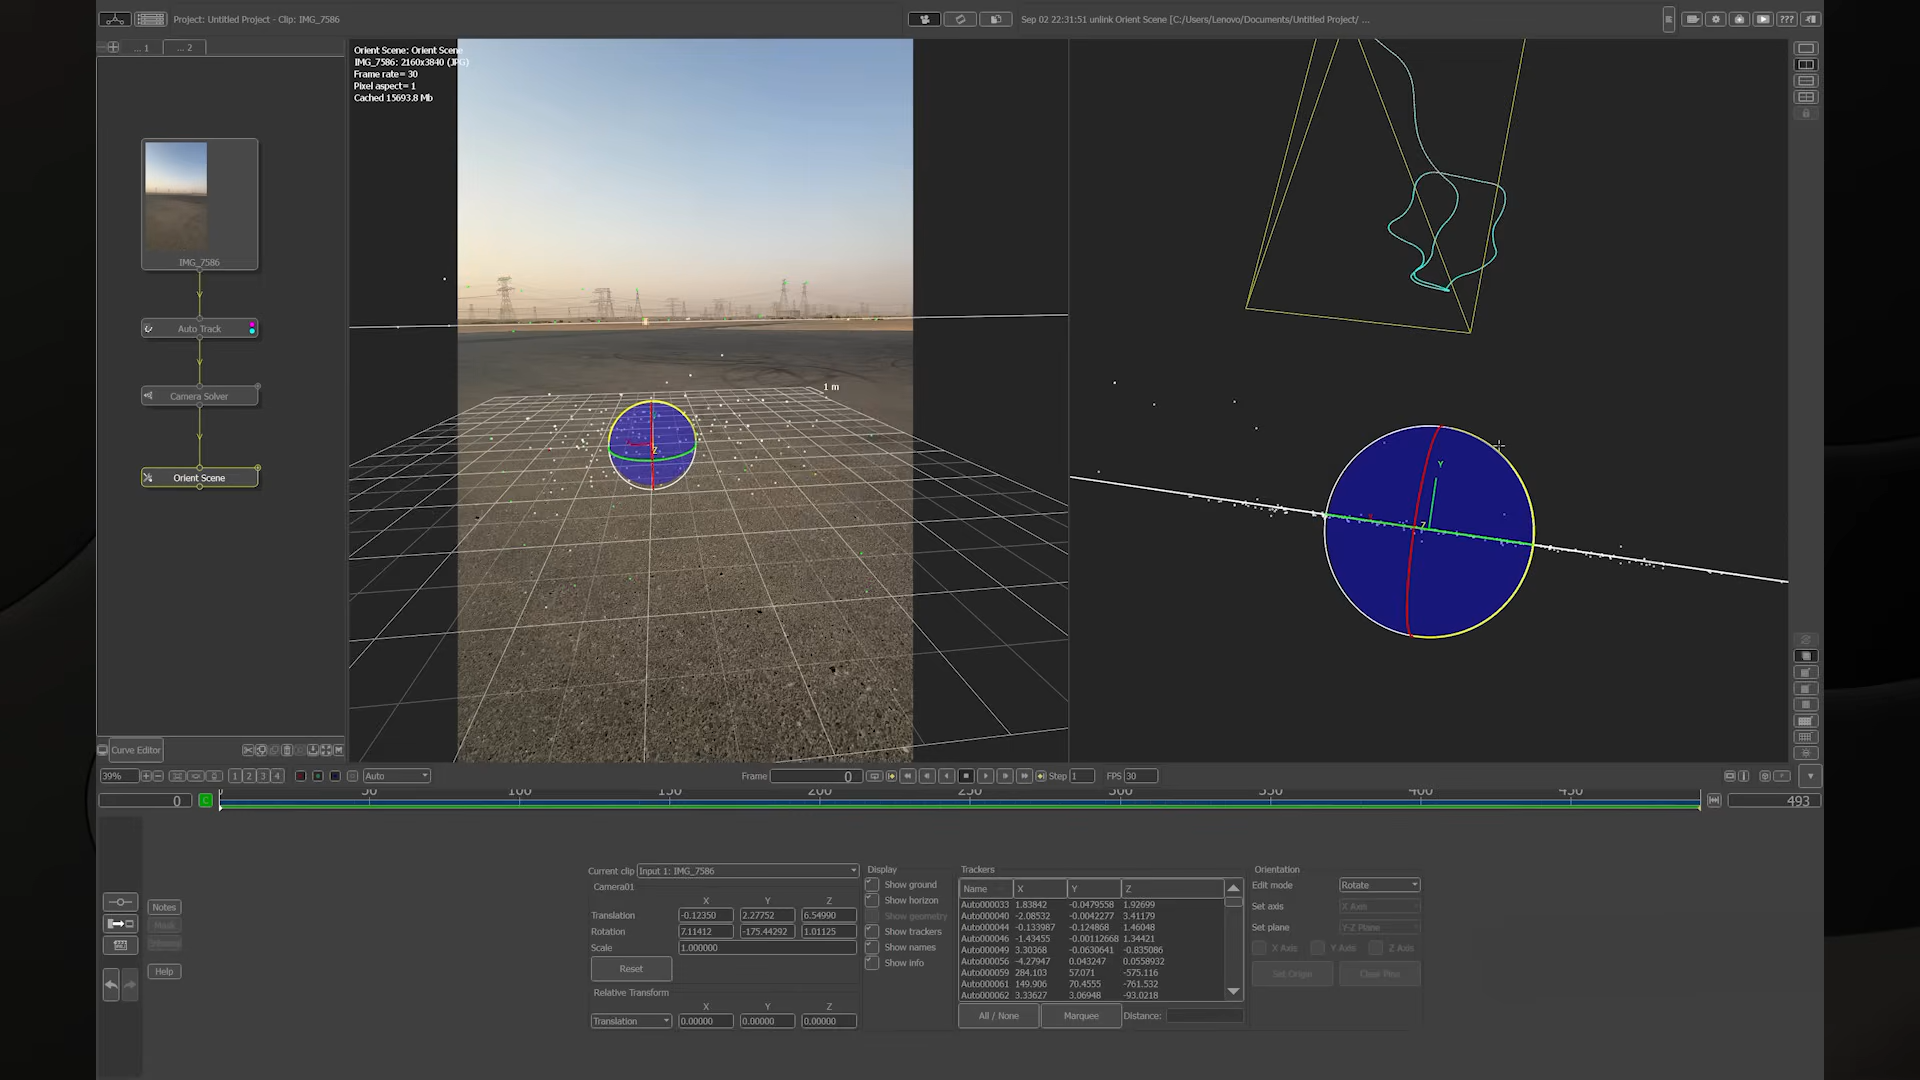 Project: Untitled Project - Clip: IMG_7586
Sep 02 22:31:51 unlink Orient Scene [C:/Users/Lenovo/Documents/Untitled Project/ ...
???
... 1
... 2
Orient Scene: Orient Scene
IMG_7586: 2160x3840 (JPG)
Frame rate= 30
Pixel aspect= 1
Cached 15693.8 Mb
IMG_7586
Auto Track
Camera Solver
Orient Scene
1 m
Z
Y
Z
Curve Editor
39%
1 2 3 4
Auto
Frame 0
Step 1
FPS 30
0
C
50 100 150 200 250 300 350 400 450
493
Notes
Mask
Help
Current clip Input 1: IMG_7586
Camera01
X Y Z
Translation -0.12350 2.27752 6.54990
Rotation 7.11412 -175.44292 1.01125
Scale 1.000000
Reset
Relative Transform
X Y Z
Translation 0.00000 0.00000 0.00000
Display
Show ground
Show horizon
Show geometry
Show trackers
Show names
Show info
Trackers
Name X Y Z
Auto000033 1.83842 -0.0479558 1.92699
Auto000040 -2.08532 -0.0042277 3.41179
Auto000044 -0.133987 -0.124868 1.46048
Auto000046 -1.43455 -0.00112668 1.34421
Auto000049 3.30368 -0.0630641 -0.835086
Auto000056 -4.27947 0.043247 0.0558932
Auto000059 284.103 57.071 -575.116
Auto000061 149.906 70.4555 -761.532
Auto000062 3.33627 3.06948 -93.0218
All / None
Marquee
Distance:
Orientation
Edit mode Rotate
Set axis X Axis
Set plane Y-Z Plane
X Axis Y Axis Z Axis
Set Origin
Clear Flow